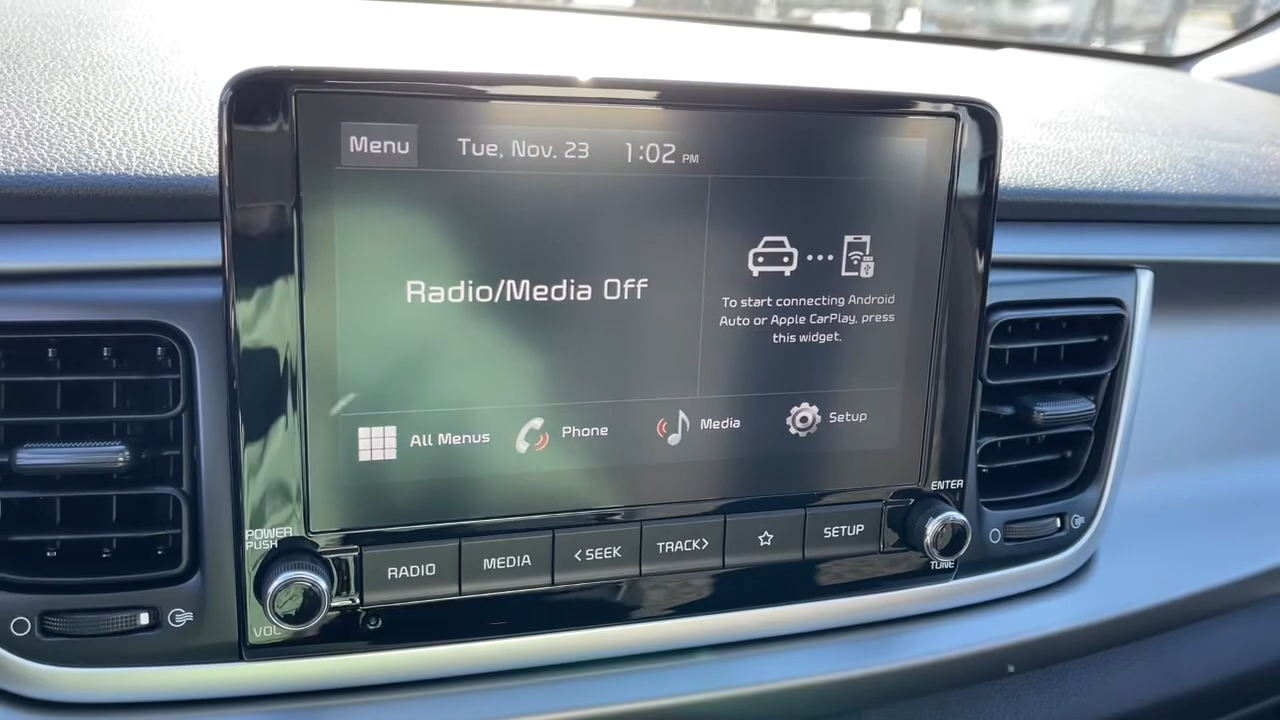 Menu
Tue, Nov. 23
1:02 PM
Radio/Media Off
To start connecting Android
Auto or Apple CarPlay, press
this widget.
All Menus
Phone
Media
Setup
POWER
PUSH
VOL
RADIO
MEDIA
<SEEK
TRACK>
SETUP
ENTER
TUNE